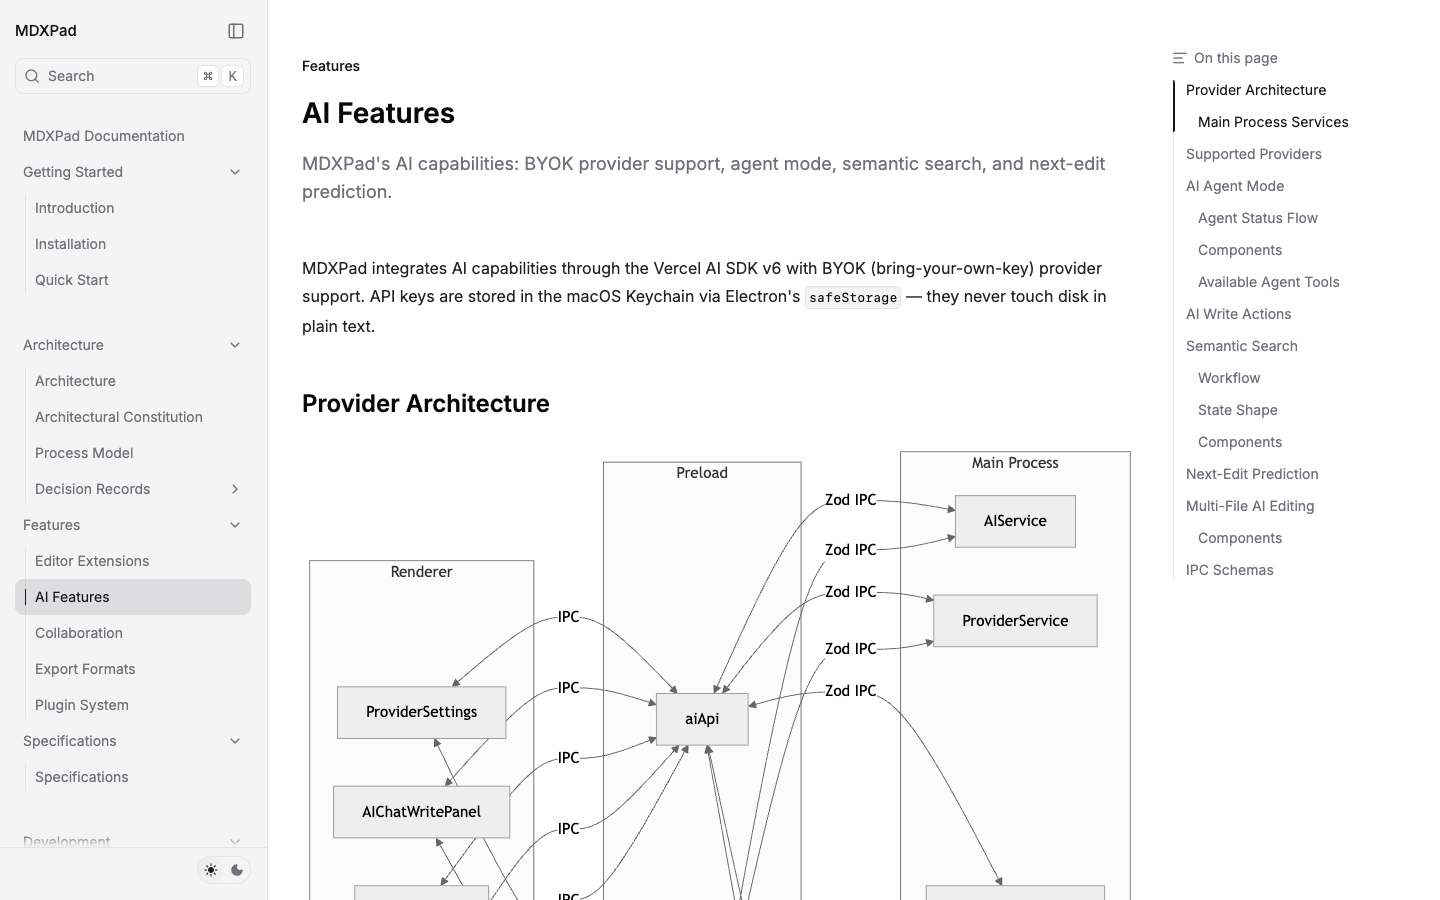 MDXPad
Search
⌘ K
MDXPad Documentation
Getting Started
Introduction
Installation
Quick Start
Architecture
Architecture
Architectural Constitution
Process Model
Decision Records
Features
Editor Extensions
AI Features
Collaboration
Export Formats
Plugin System
Specifications
Specifications
Development
Features
AI Features
MDXPad's AI capabilities: BYOK provider support, agent mode, semantic search, and next-edit
prediction.
MDXPad integrates AI capabilities through the Vercel AI SDK v6 with BYOK (bring-your-own-key) provider
support. API keys are stored in the macOS Keychain via Electron's safeStorage — they never touch disk in
plain text.
Provider Architecture
Renderer
ProviderSettings
AIChatWritePanel
IPC
IPC
IPC
IPC
IPC
Preload
aiApi
Zod IPC
Zod IPC
Zod IPC
Zod IPC
Zod IPC
Main Process
AIService
ProviderService
On this page
Provider Architecture
Main Process Services
Supported Providers
AI Agent Mode
Agent Status Flow
Components
Available Agent Tools
AI Write Actions
Semantic Search
Workflow
State Shape
Components
Next-Edit Prediction
Multi-File AI Editing
Components
IPC Schemas